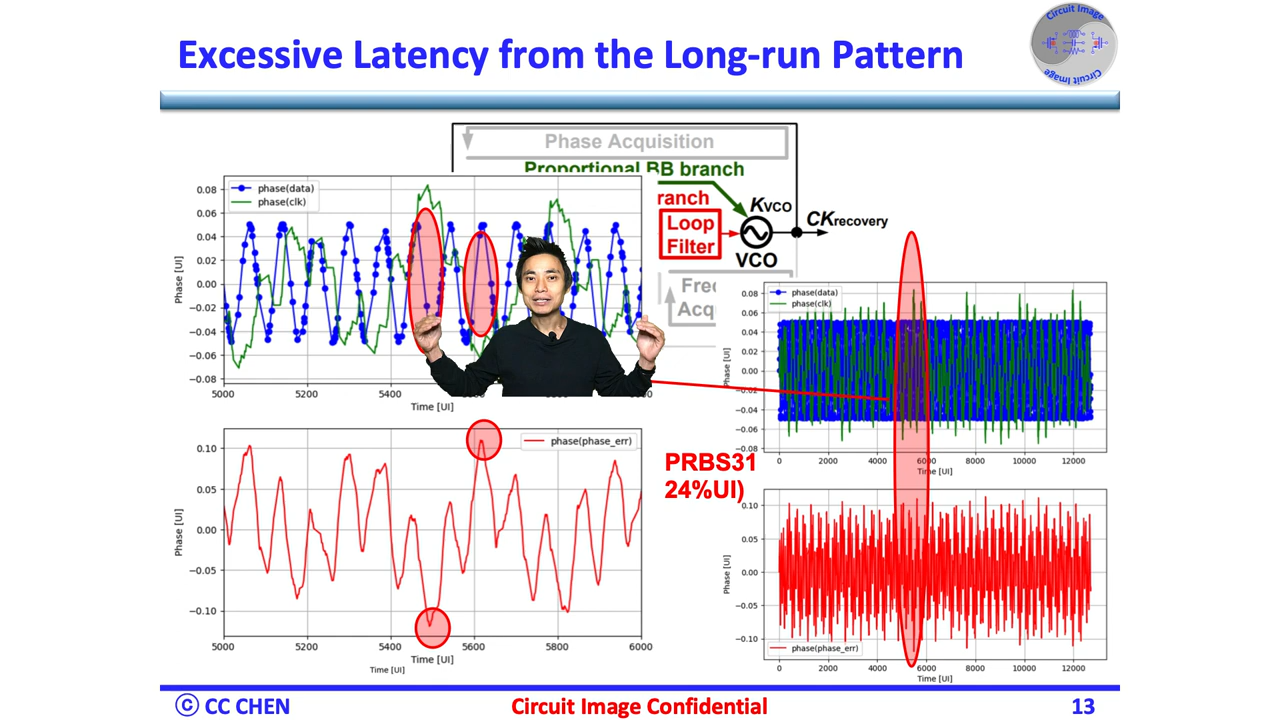 Excessive Latency from the Long-run Pattern
Circuit Image
Circuit Image
Phase Acquisition
Proportional BB branch
ranch
Loop
Filter
KVCO
VCO
CKrecovery
Freq
Acq
phase(data)
phase(clk)
0.08
0.06
0.04
0.02
0.00
−0.02
−0.04
−0.06
−0.08
Phase [UI]
5000
5200
5400
5600
Time [UI]
phase(phase_err)
0.10
0.05
0.00
−0.05
−0.10
Phase [UI]
5000
5200
5400
5600
5800
6000
Time [UI]
Time [UI]
PRBS31
24%UI)
phase(data)
phase(clk)
0.08
0.06
0.04
0.02
0.00
−0.02
−0.04
−0.06
−0.08
Phase [UI]
0
2000
4000
6000
8000
10000
12000
Time [UI]
0.10
0.05
0.00
−0.05
−0.10
Phase [UI]
phase(phase_err)
0
2000
4000
6000
8000
10000
12000
Time [UI]
© CC CHEN
Circuit Image Confidential
13